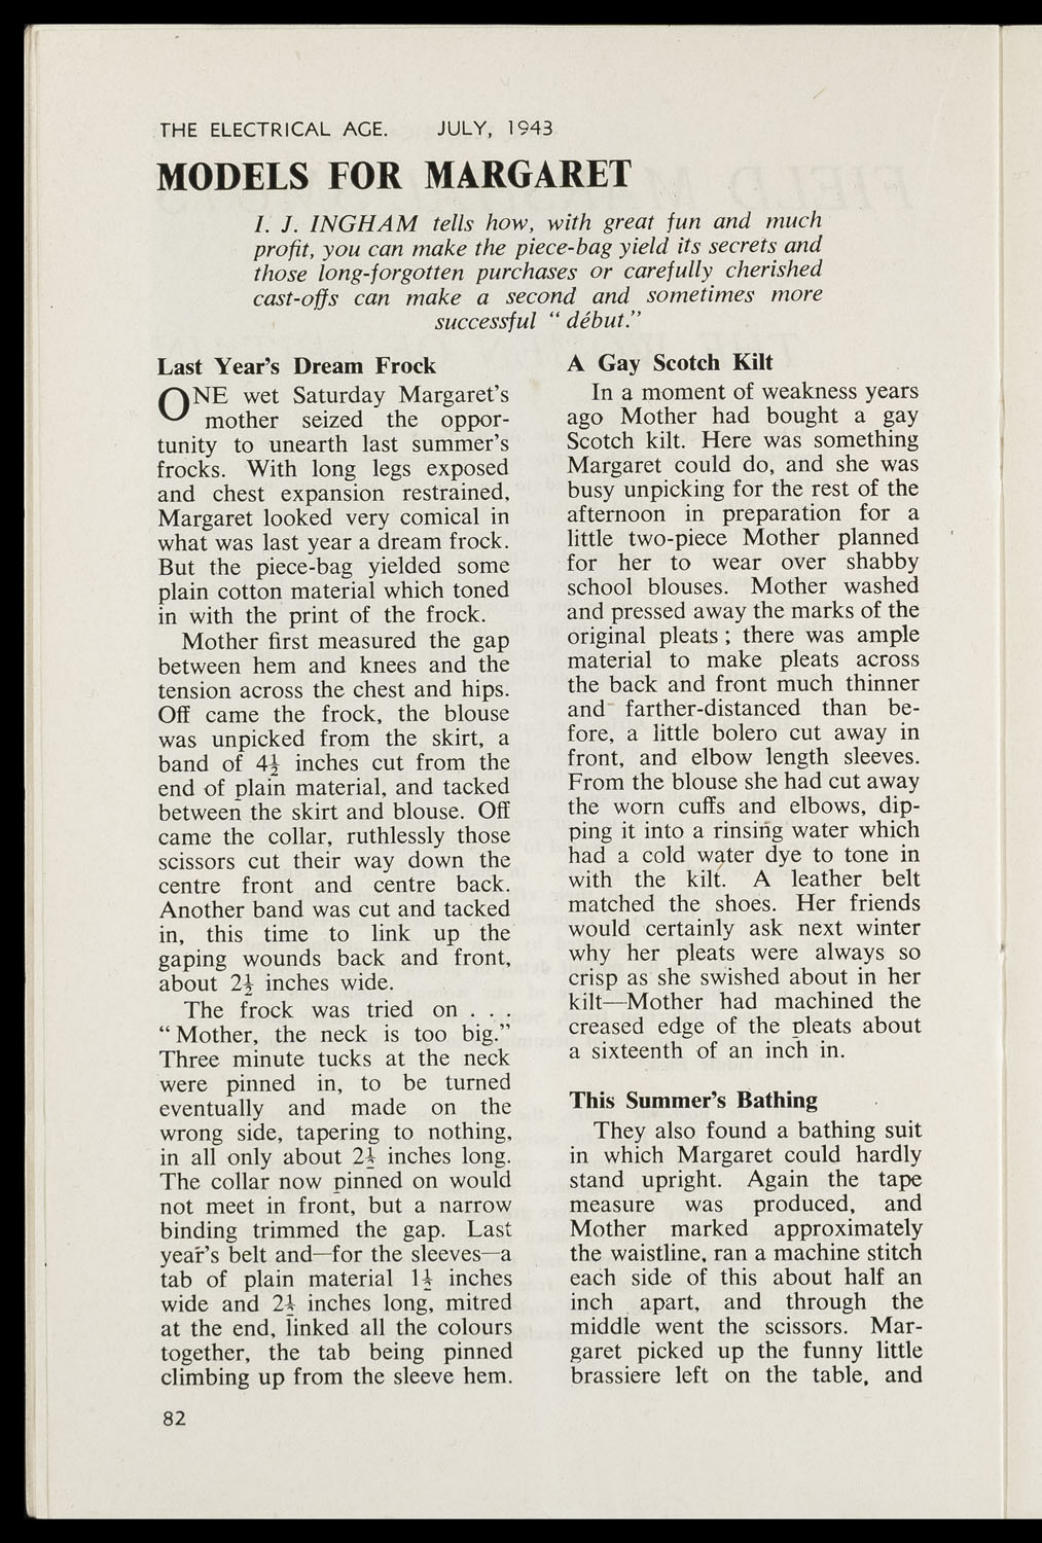 THE ELECTRICAL AGE. JULY, 1943
MODELS FOR MARGARET
I. J. INGHAM tells how, with great fun and much
profit, you can make the piece-bag yield its secrets and
those long-forgotten purchases or carefully cherished
cast-offs can make a second and sometimes more
successful “ début.”
Last Year's Dream Frock
ONE wet Saturday Margaret's
mother seized the oppor-
tunity to unearth last summer's
frocks. With long legs exposed
and chest expansion restrained,
Margaret looked very comical in
what was last year a dream frock.
But the piece-bag yielded some
plain cotton material which toned
in with the print of the frock.
Mother first measured the gap
between hem and knees and the
tension across the chest and hips.
Off came the frock, the blouse
was unpicked from the skirt, a
band of 4½ inches cut from the
end of plain material, and tacked
between the skirt and blouse. Off
came the collar, ruthlessly those
scissors cut their way down the
centre front and centre back.
Another band was cut and tacked
in, this time to link up the
gaping wounds back and front,
about 2½ inches wide.
The frock was tried on . . .
“ Mother, the neck is too big.”
Three minute tucks at the neck
were pinned in, to be turned
eventually and made on the
wrong side, tapering to nothing,
in all only about 2½ inches long.
The collar now pinned on would
not meet in front, but a narrow
binding trimmed the gap. Last
year's belt and—for the sleeves—a
tab of plain material 1½ inches
wide and 2½ inches long, mitred
at the end, linked all the colours
together, the tab being pinned
climbing up from the sleeve hem.
82
A Gay Scotch Kilt
In a moment of weakness years
ago Mother had bought a gay
Scotch kilt. Here was something
Margaret could do, and she was
busy unpicking for the rest of the
afternoon in preparation for a
little two-piece Mother planned
for her to wear over shabby
school blouses. Mother washed
and pressed away the marks of the
original pleats ; there was ample
material to make pleats across
the back and front much thinner
and farther-distanced than be-
fore, a little bolero cut away in
front, and elbow length sleeves.
From the blouse she had cut away
the worn cuffs and elbows, dip-
ping it into a rinsing water which
had a cold water dye to tone in
with the kilt. A leather belt
matched the shoes. Her friends
would certainly ask next winter
why her pleats were always so
crisp as she swished about in her
kilt—Mother had machined the
creased edge of the pleats about
a sixteenth of an inch in.
This Summer's Bathing
They also found a bathing suit
in which Margaret could hardly
stand upright. Again the tape
measure was produced, and
Mother marked approximately
the waistline, ran a machine stitch
each side of this about half an
inch apart, and through the
middle went the scissors. Mar-
garet picked up the funny little
brassiere left on the table, and